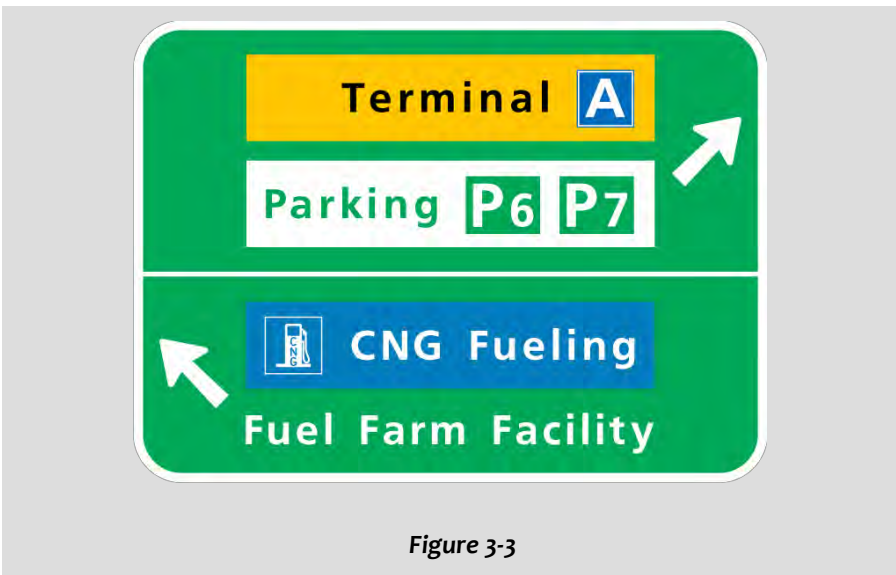 Terminal A
Parking P6 P7
CNG CNG Fueling
Fuel Farm Facility
Figure 3-3